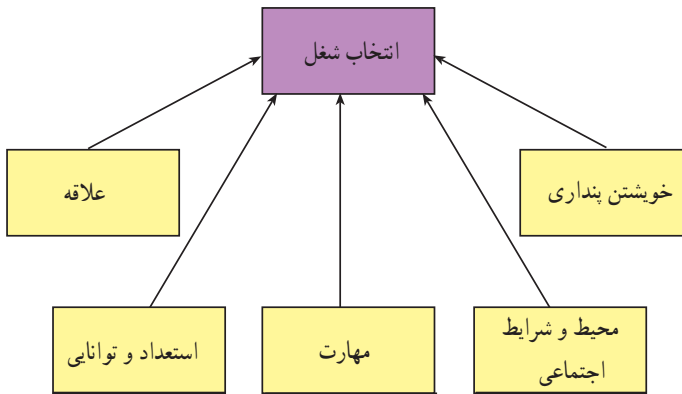 انتخاب شغل
خویشتن پنداری
علاقه
محیط و شرایط
اجتماعی
مهارت
استعداد و توانایی